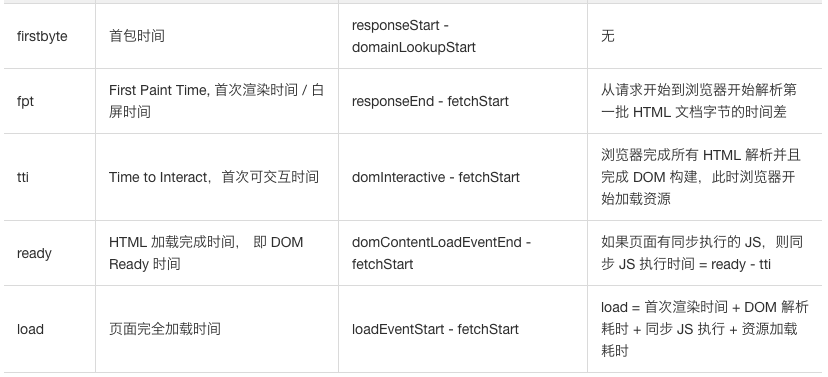 firstbyte
首包时间
responseStart -
domainLookupStart
无
fpt
First Paint Time, 首次渲染时间 / 白
屏时间
responseEnd - fetchStart
从请求开始到浏览器开始解析第
一批 HTML 文档字节的时间差
tti
Time to Interact，首次可交互时间
domInteractive - fetchStart
浏览器完成所有 HTML 解析并且
完成 DOM 构建，此时浏览器开
始加载资源
ready
HTML 加载完成时间， 即 DOM
Ready 时间
domContentLoadEventEnd -
fetchStart
如果页面有同步执行的 JS，则同
步 JS 执行时间 = ready - tti
load
页面完全加载时间
loadEventStart - fetchStart
load = 首次渲染时间 + DOM 解析
耗时 + 同步 JS 执行 + 资源加载
耗时